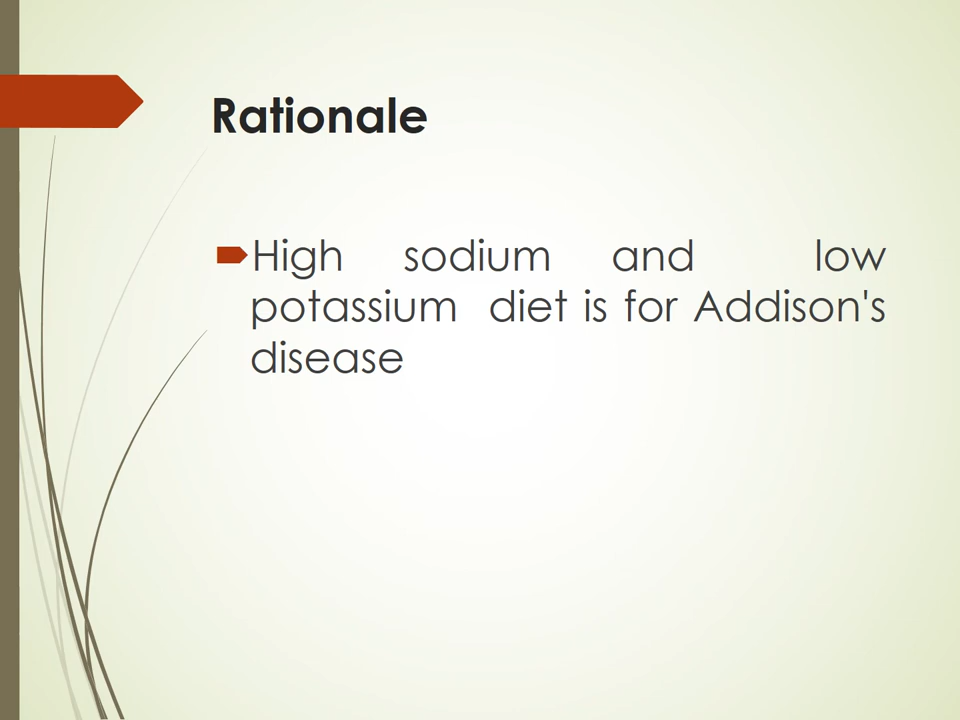 Rationale
High sodium and low
potassium diet is for Addison's
disease